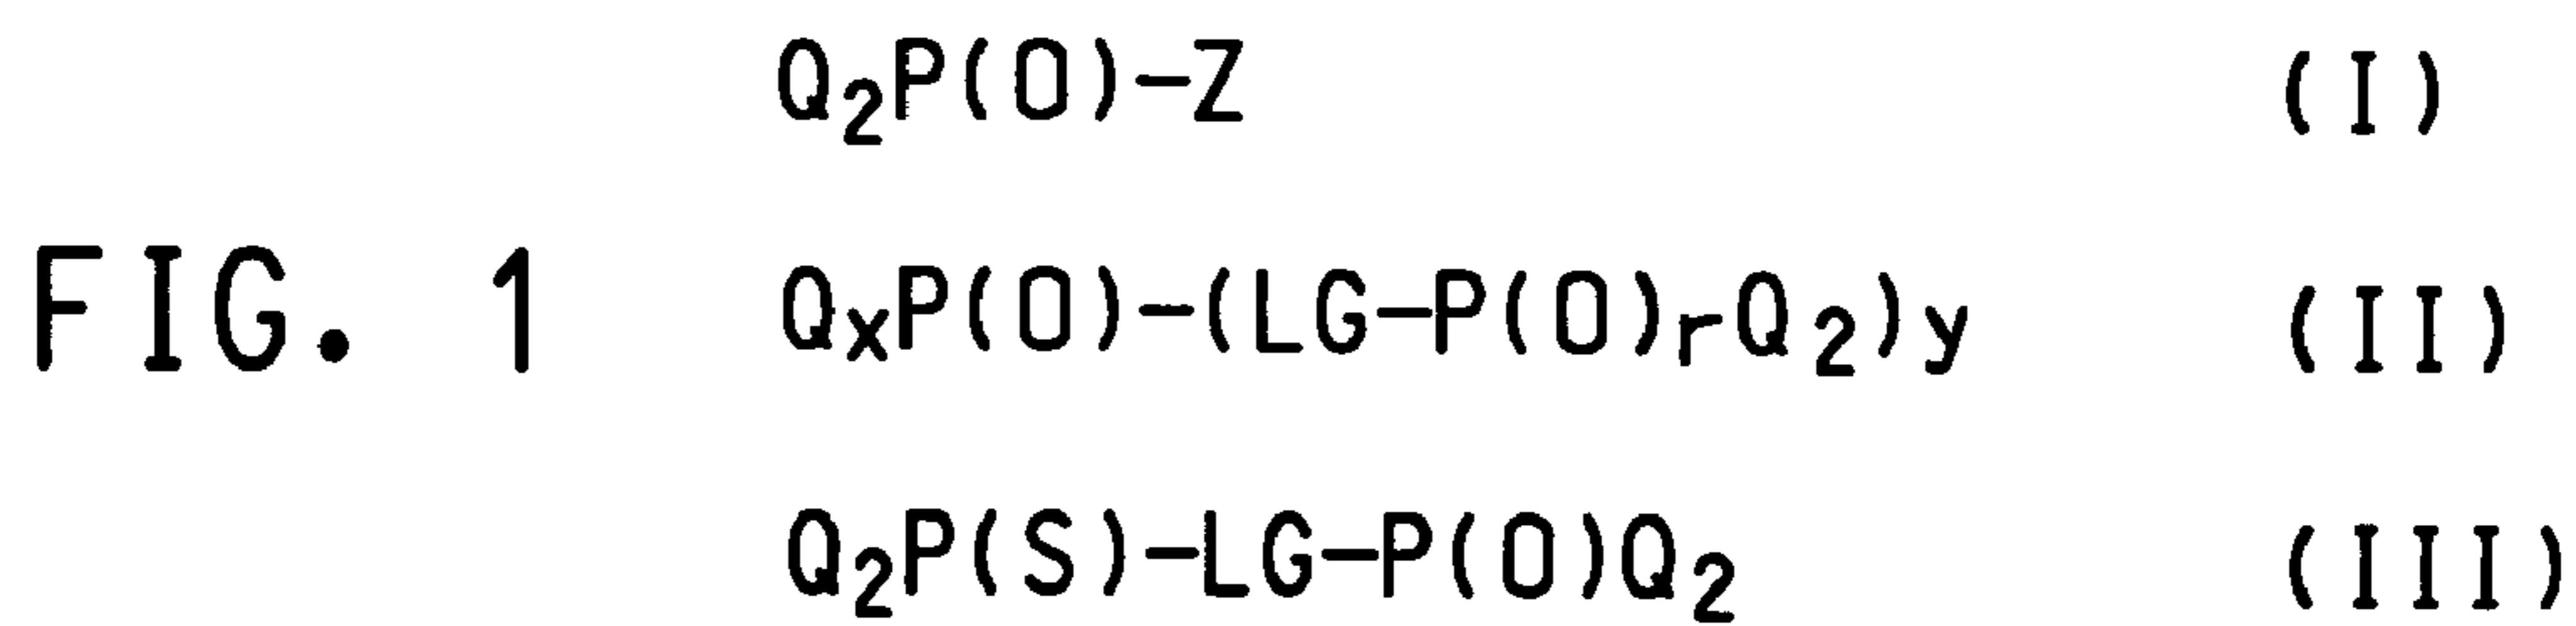 Q₂P(O)-Z (I)
FIG. 1 QₓP(O)-(LG-P(O)ᵣQ₂)y (II)
Q₂P(S)-LG-P(O)Q₂ (III)